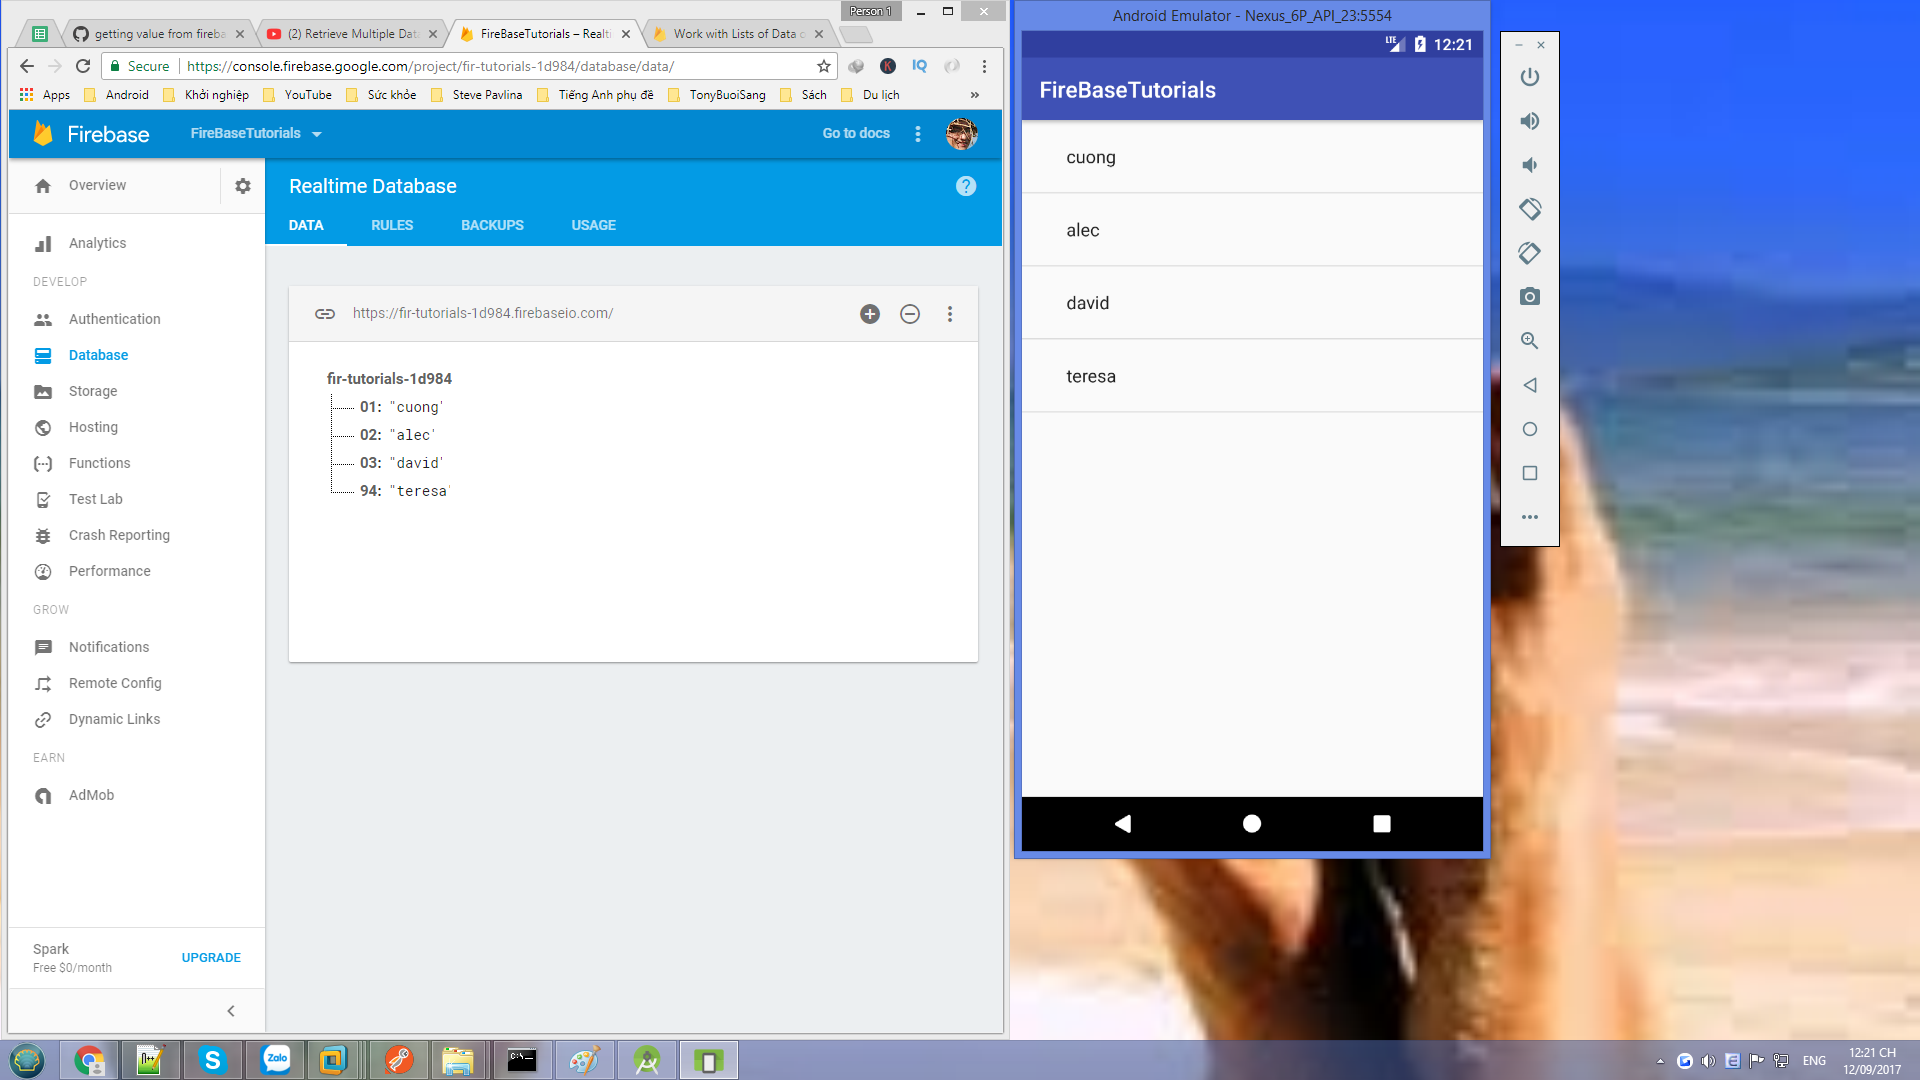 Person 1
getting value from fireba
(2) Retrieve Multiple Dat
FireBaseTutorials – Realti
Work with Lists of Data o
Secure
https://console.firebase.google.com/project/fir-tutorials-1d984/database/data/
IQ
Apps
Android
Khởi nghiệp
YouTube
Sức khỏe
Steve Pavlina
Tiếng Anh phụ đề
TonyBuoiSang
Sách
Du lịch
»
Firebase
FireBaseTutorials
Go to docs
Overview
Analytics
DEVELOP
Authentication
Database
Storage
Hosting
Functions
Test Lab
Crash Reporting
Performance
GROW
Notifications
Remote Config
Dynamic Links
EARN
AdMob
Spark
Free $0/month
UPGRADE
Realtime Database
DATA
RULES
BACKUPS
USAGE
https://fir-tutorials-1d984.firebaseio.com/
fir-tutorials-1d984
01: "cuong"
02: "alec"
03: "david"
94: "teresa"
Android Emulator - Nexus_6P_API_23:5554
LTE
12:21
FireBaseTutorials
cuong
alec
david
teresa
Zalo
ENG
12:21 CH
12/09/2017